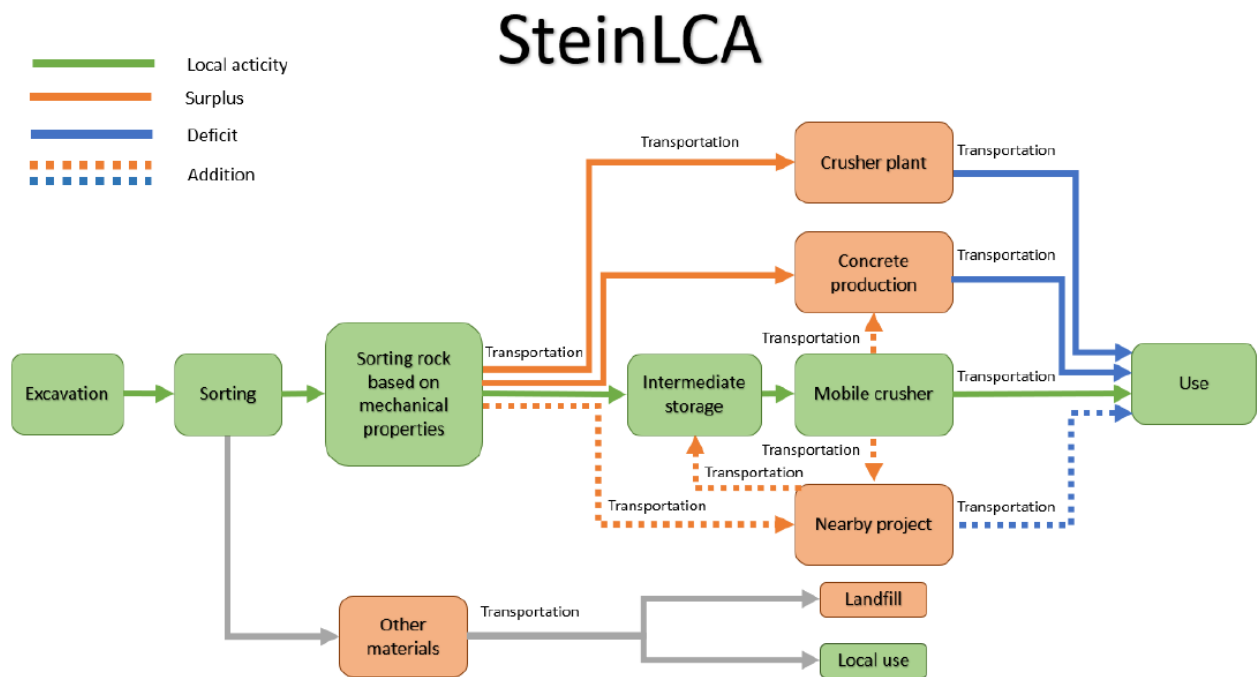 SteinLCA
Local acticity
Surplus
Deficit
Addition
Transportation
Crusher plant
Transportation
Concrete
production
Transportation
Transportation
Transportation
Excavation
Sorting
Sorting rock
based on
mechanical
properties
Intermediate
storage
Mobile crusher
Transportation
Use
Transportation
Transportation
Transportation
Nearby project
Transportation
Other
materials
Transportation
Landfill
Local use